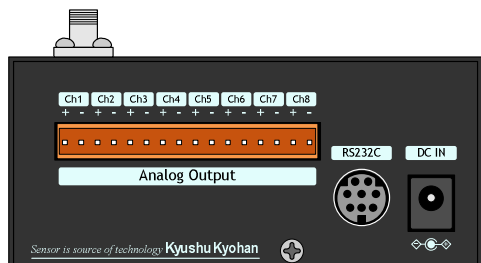 Ch1 Ch2 Ch3 Ch4 Ch5 Ch6 Ch7 Ch8
+ - + - + - + - + - + - + - + -
RS232C DC IN
Analog Output
Sensor is source of technology Kyushu Kyohan